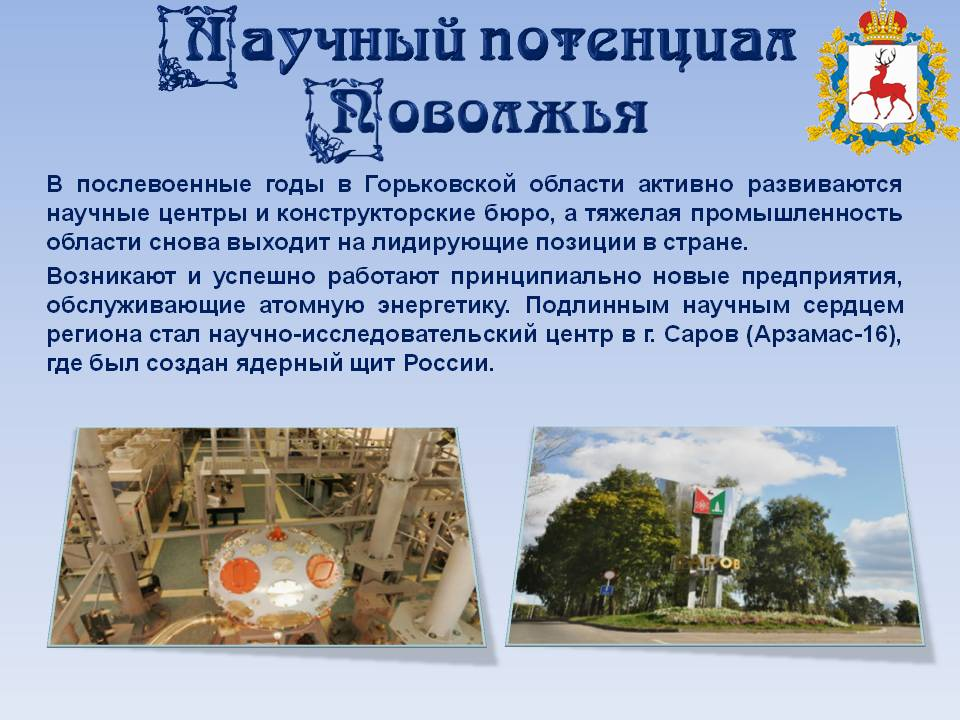 Научный потенциал
Поволжья
В послевоенные годы в Горьковской области активно развиваются
научные центры и конструкторские бюро, а тяжелая промышленность
области снова выходит на лидирующие позиции в стране.
Возникают и успешно работают принципиально новые предприятия,
обслуживающие атомную энергетику. Подлинным научным сердцем
региона стал научно-исследовательский центр в г. Саров (Арзамас-16),
где был создан ядерный щит России.
САРОВ